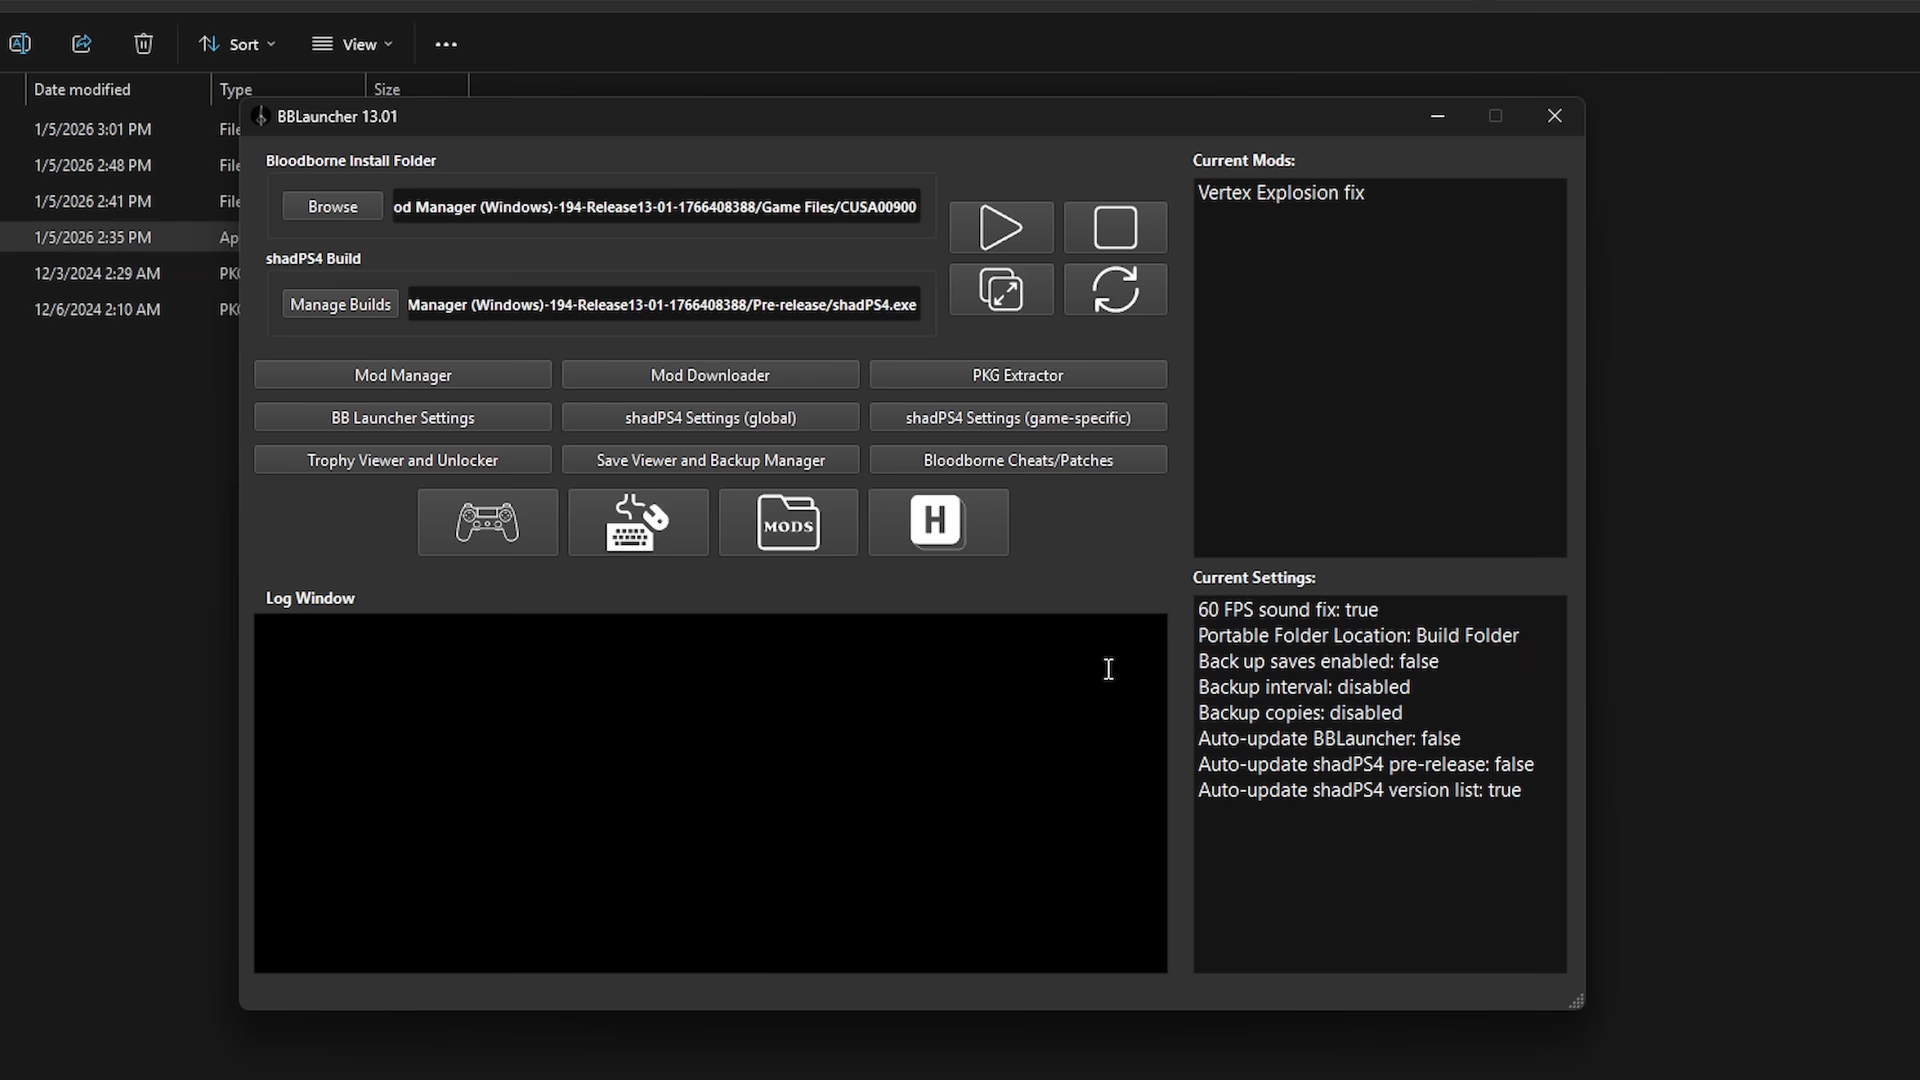 Sort
View
Date modified
Type
Size
1/5/2026 3:01 PM
File
1/5/2026 2:48 PM
File
1/5/2026 2:41 PM
File
1/5/2026 2:35 PM
Ap
12/3/2024 2:29 AM
PKG
12/6/2024 2:10 AM
PKG
BBLauncher 13.01
Bloodborne Install Folder
Browse
od Manager (Windows)-194-Release13-01-1766408388/Game Files/CUSA00900
shadPS4 Build
Manage Builds
Manager (Windows)-194-Release13-01-1766408388/Pre-release/shadPS4.exe
Mod Manager
Mod Downloader
PKG Extractor
BB Launcher Settings
shadPS4 Settings (global)
shadPS4 Settings (game-specific)
Trophy Viewer and Unlocker
Save Viewer and Backup Manager
Bloodborne Cheats/Patches
MODS
H
Log Window
Current Mods:
Vertex Explosion fix
Current Settings:
60 FPS sound fix: true
Portable Folder Location: Build Folder
Back up saves enabled: false
Backup interval: disabled
Backup copies: disabled
Auto-update BBLauncher: false
Auto-update shadPS4 pre-release: false
Auto-update shadPS4 version list: true